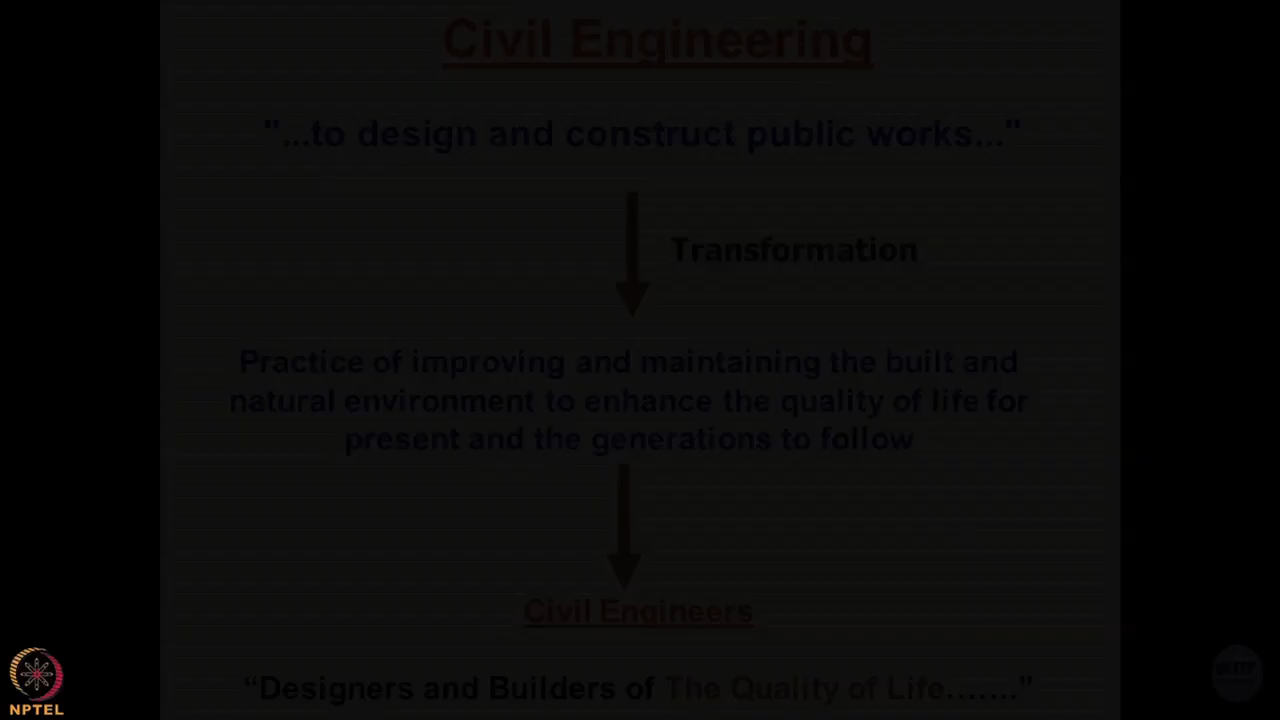 Civil Engineering
"...to design and construct public works..."
Transformation
Practice of improving and maintaining the built and
natural environment to enhance the quality of life for
present and the generations to follow
Civil Engineers
“Designers and Builders of The Quality of Life.......”
NPTEL